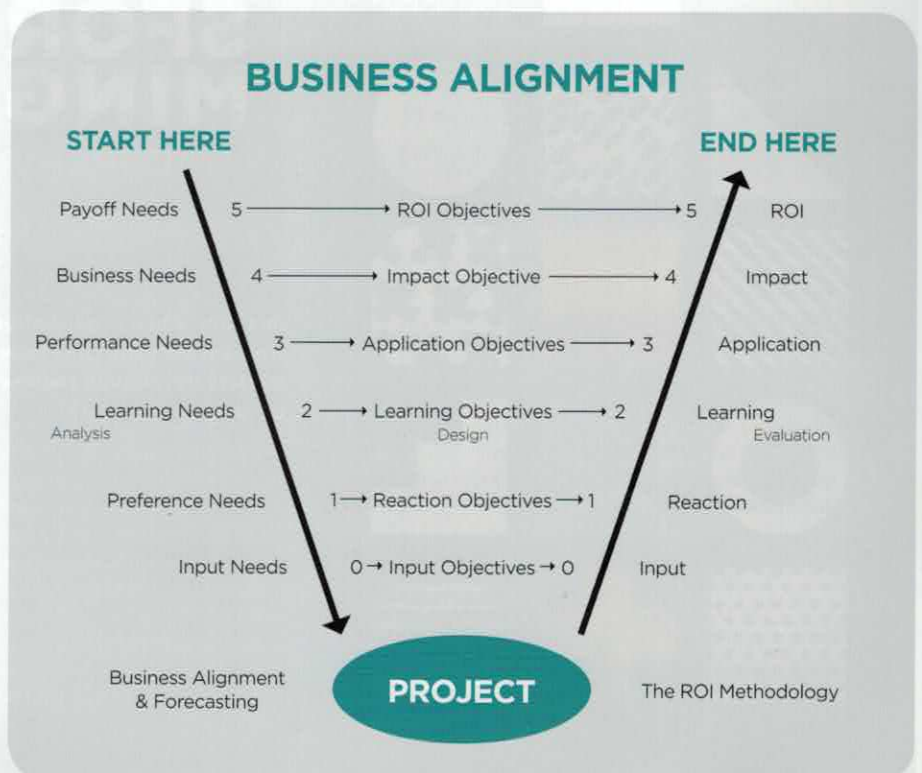 BUSINESS ALIGNMENT
START HERE
END HERE
Payoff Needs 5 → ROI Objectives → 5 ROI
Business Needs 4 → Impact Objective → 4 Impact
Performance Needs 3 → Application Objectives → 3 Application
Learning Needs 2 → Learning Objectives → 2 Learning
Analysis Design Evaluation
Preference Needs 1 → Reaction Objectives → 1 Reaction
Input Needs 0 → Input Objectives → 0 Input
Business Alignment
& Forecasting
PROJECT
The ROI Methodology